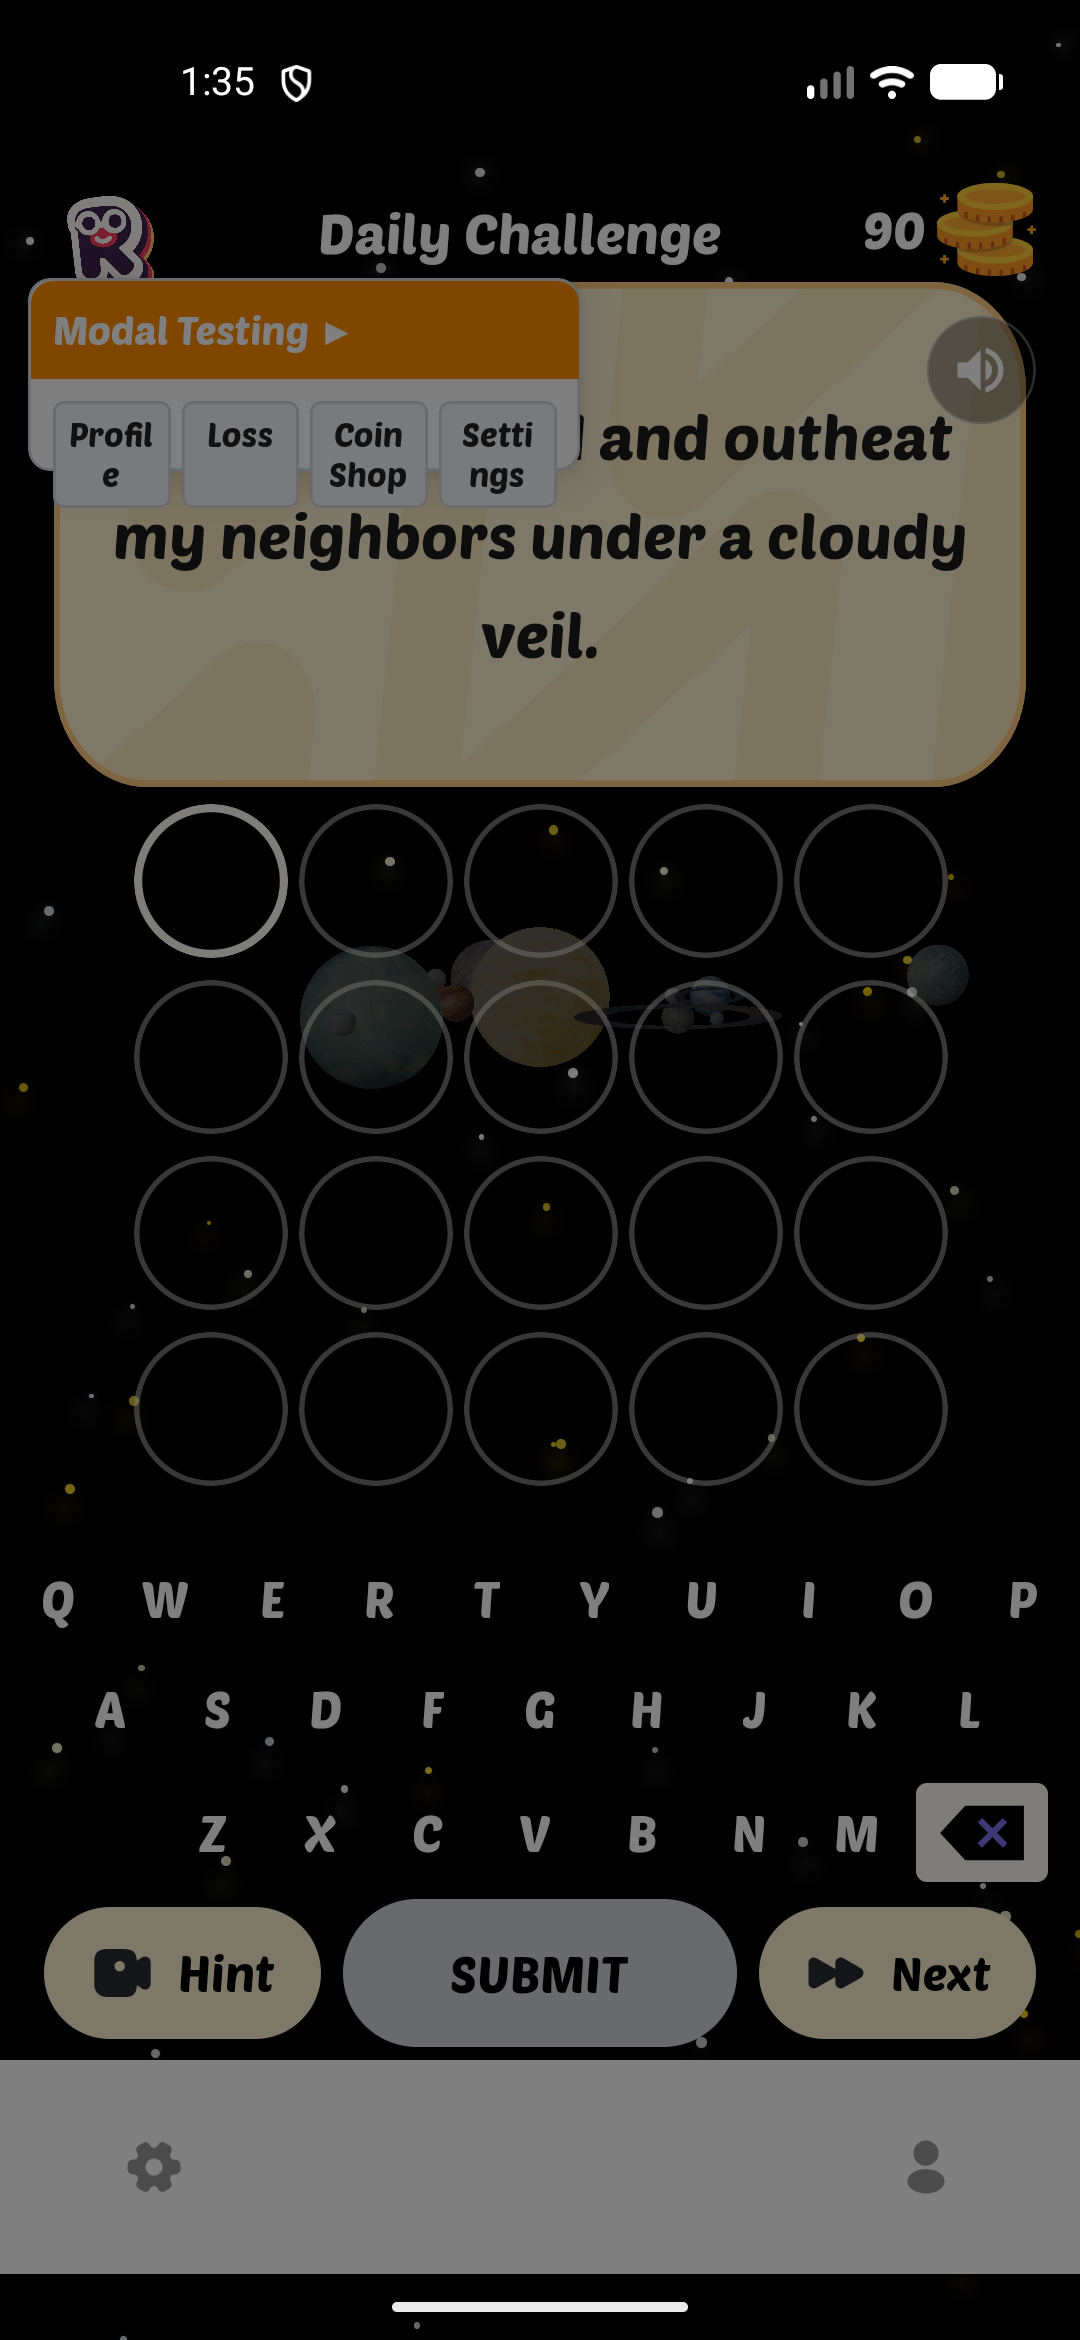 1:35
Daily Challenge
90
Modal Testing ►
Profil
e
Loss
Coin
Shop
Setti
ngs
and outheat
my neighbors under a cloudy
veil.
Q W E R T Y U I O P
A S D F G H J K L
Z X C V B N M
Hint
SUBMIT
Next